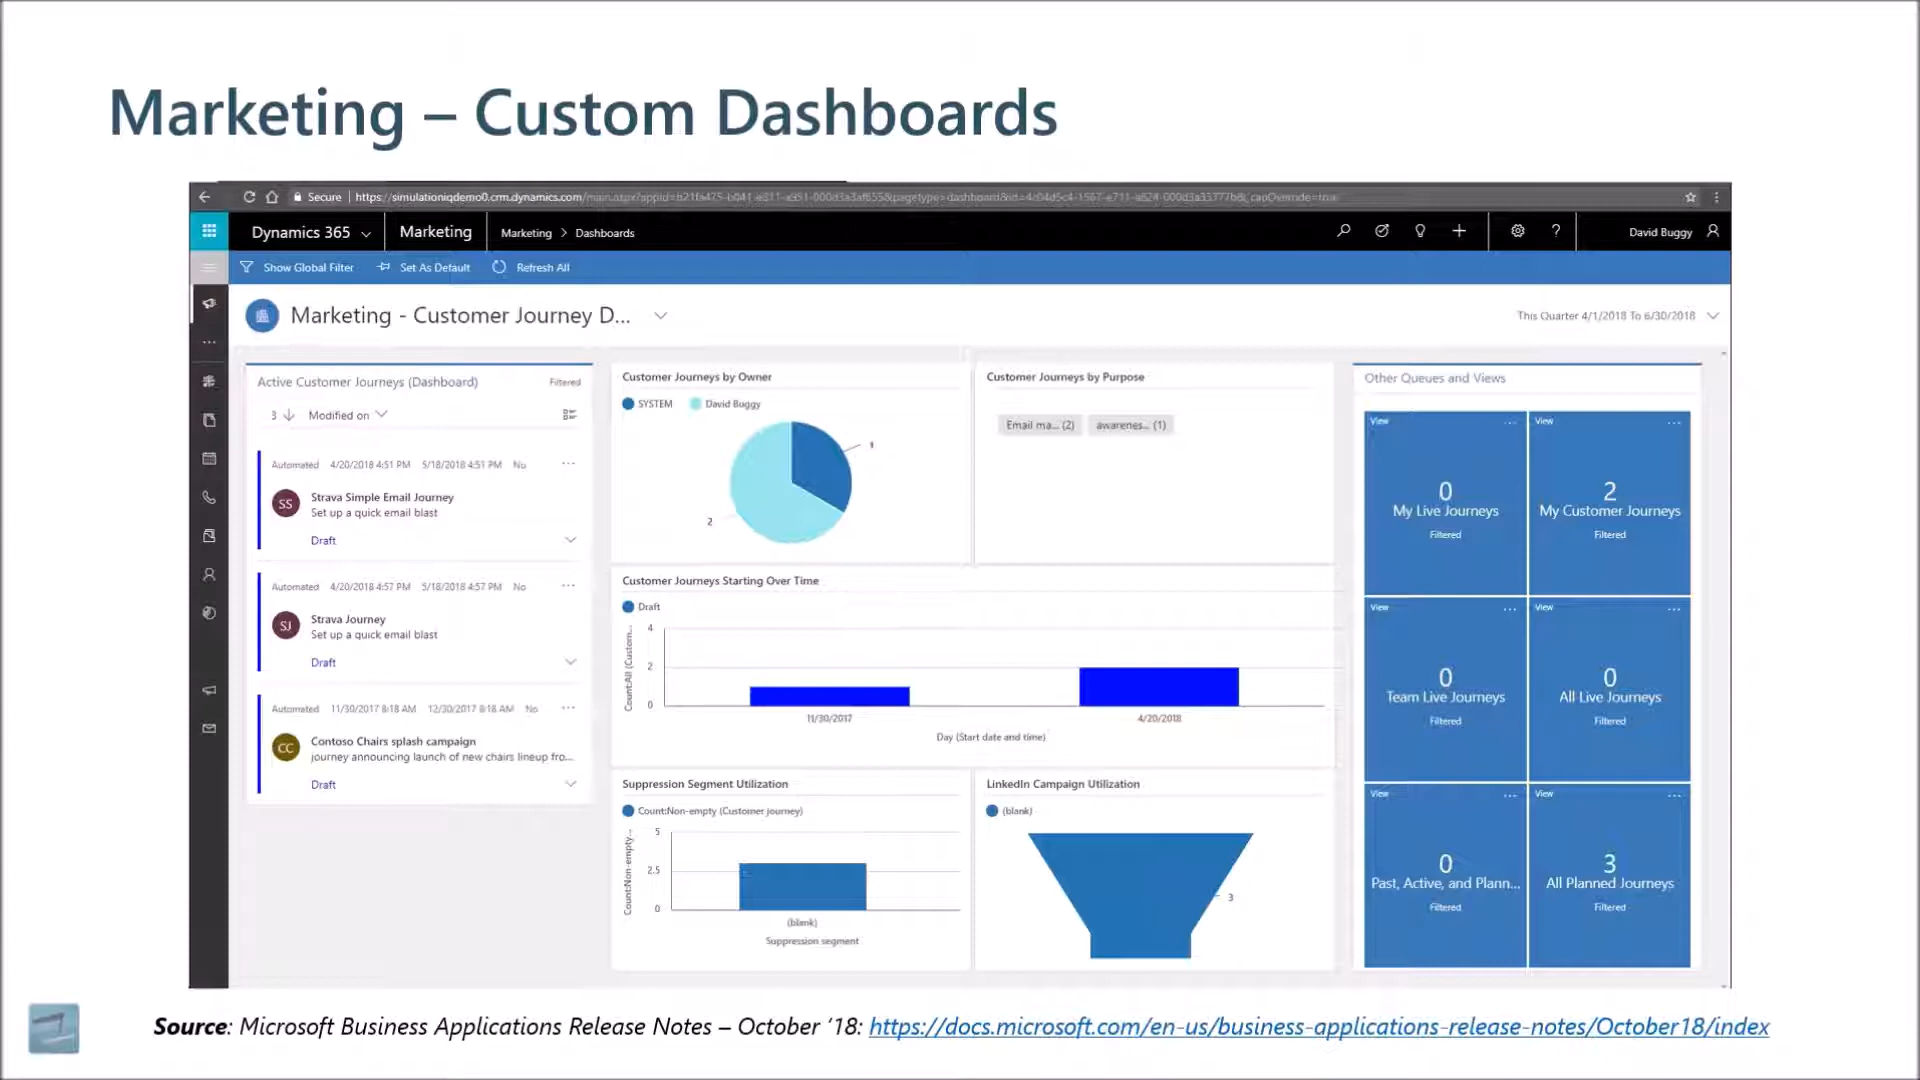 Marketing – Custom Dashboards
Secure | https://simulationiqdemo0.crm.dynamics.com
Dynamics 365 Marketing Marketing > Dashboards David Buggy
Show Global Filter Set As Default Refresh All
Marketing - Customer Journey D... This Quarter 4/1/2018 To 6/30/2018
Active Customer Journeys (Dashboard) Filtered
3 Modified on
Automated 4/20/2018 4:51 PM 5/18/2018 4:51 PM No ...
SS Strava Simple Email Journey
Set up a quick email blast
Draft
Automated 4/20/2018 4:57 PM 5/18/2018 4:57 PM No ...
SJ Strava Journey
Set up a quick email blast
Draft
Automated 11/30/2017 8:18 AM 12/30/2017 8:18 AM No ...
CC Contoso Chairs splash campaign
journey announcing launch of new chairs lineup fro...
Draft
Customer Journeys by Owner
SYSTEM David Buggy
1
2
Customer Journeys by Purpose
Email ma... (2) awarenes... (1)
Customer Journeys Starting Over Time
Draft
Count:All (Custom...
4
2
0
11/30/2017 4/20/2018
Day (Start date and time)
Suppression Segment Utilization
Count:Non-empty (Customer journey)
Count:Non-empty...
5
2.5
0
(blank)
Suppression segment
LinkedIn Campaign Utilization
(blank)
3
Other Queues and Views
View ... View ...
0 2
My Live Journeys My Customer Journeys
Filtered Filtered
View ... View ...
0 0
Team Live Journeys All Live Journeys
Filtered Filtered
View ... View ...
0 3
Past, Active, and Plann... All Planned Journeys
Filtered Filtered
Source: Microsoft Business Applications Release Notes – October ‘18: https://docs.microsoft.com/en-us/business-applications-release-notes/October18/index